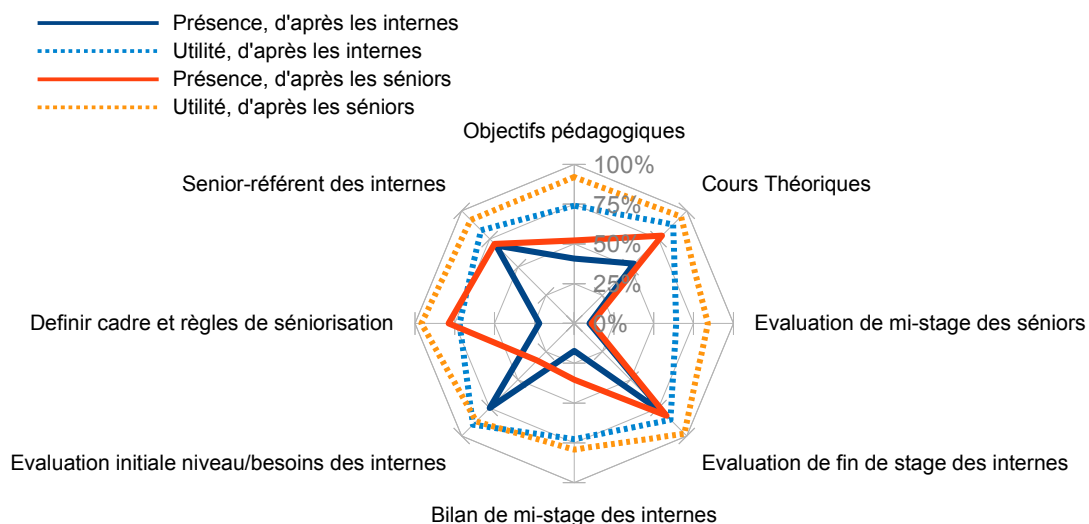 Présence, d'après les internes
Utilité, d'après les internes
Présence, d'après les séniors
Utilité, d'après les séniors
Objectifs pédagogiques
100%
Senior-référent des internes
Cours Théoriques
75%
50%
25%
Definir cadre et règles de séniorisation
0%
Evaluation de mi-stage des séniors
Evaluation initiale niveau/besoins des internes
Evaluation de fin de stage des internes
Bilan de mi-stage des internes